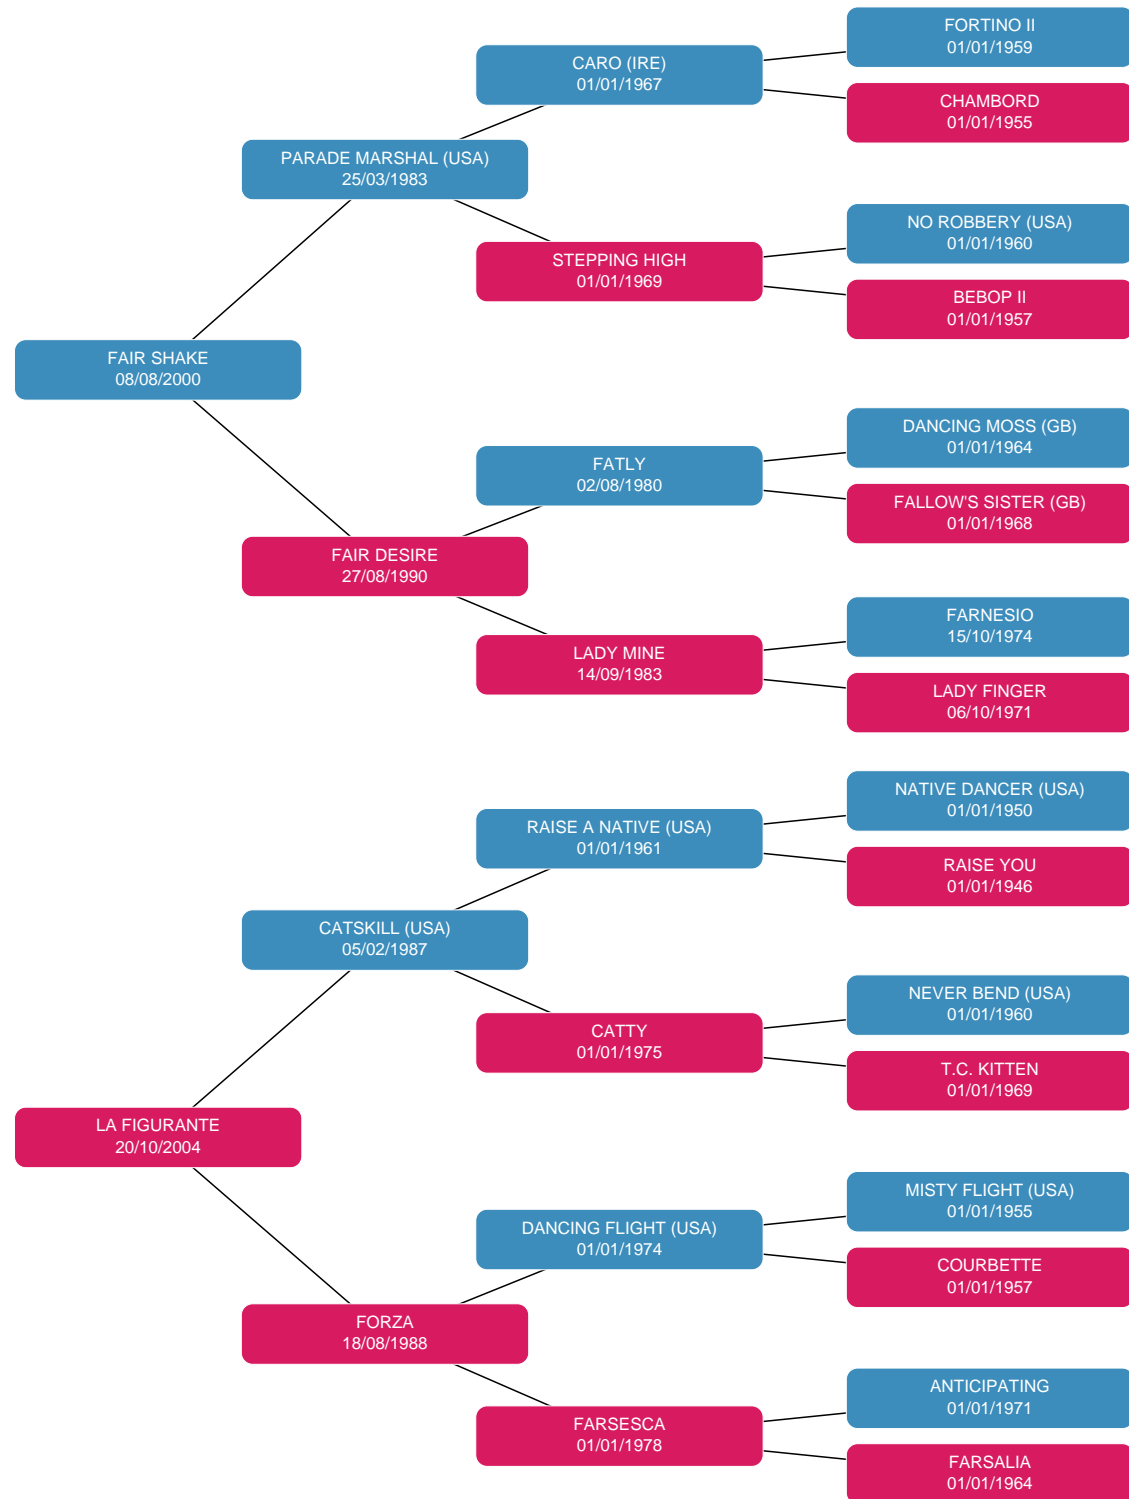 FORTINO II
01/01/1959
CARO (IRE)
01/01/1967
CHAMBORD
01/01/1955
PARADE MARSHAL (USA)
25/03/1983
NO ROBBERY (USA)
01/01/1960
STEPPING HIGH
01/01/1969
BEBOP II
01/01/1957
FAIR SHAKE
08/08/2000
DANCING MOSS (GB)
01/01/1964
FATLY
02/08/1980
FALLOW'S SISTER (GB)
01/01/1968
FAIR DESIRE
27/08/1990
FARNESIO
15/10/1974
LADY MINE
14/09/1983
LADY FINGER
06/10/1971
NATIVE DANCER (USA)
01/01/1950
RAISE A NATIVE (USA)
01/01/1961
RAISE YOU
01/01/1946
CATSKILL (USA)
05/02/1987
NEVER BEND (USA)
01/01/1960
CATTY
01/01/1975
T.C. KITTEN
01/01/1969
LA FIGURANTE
20/10/2004
MISTY FLIGHT (USA)
01/01/1955
DANCING FLIGHT (USA)
01/01/1974
COURBETTE
01/01/1957
FORZA
18/08/1988
ANTICIPATING
01/01/1971
FARSESCA
01/01/1978
FARSALIA
01/01/1964